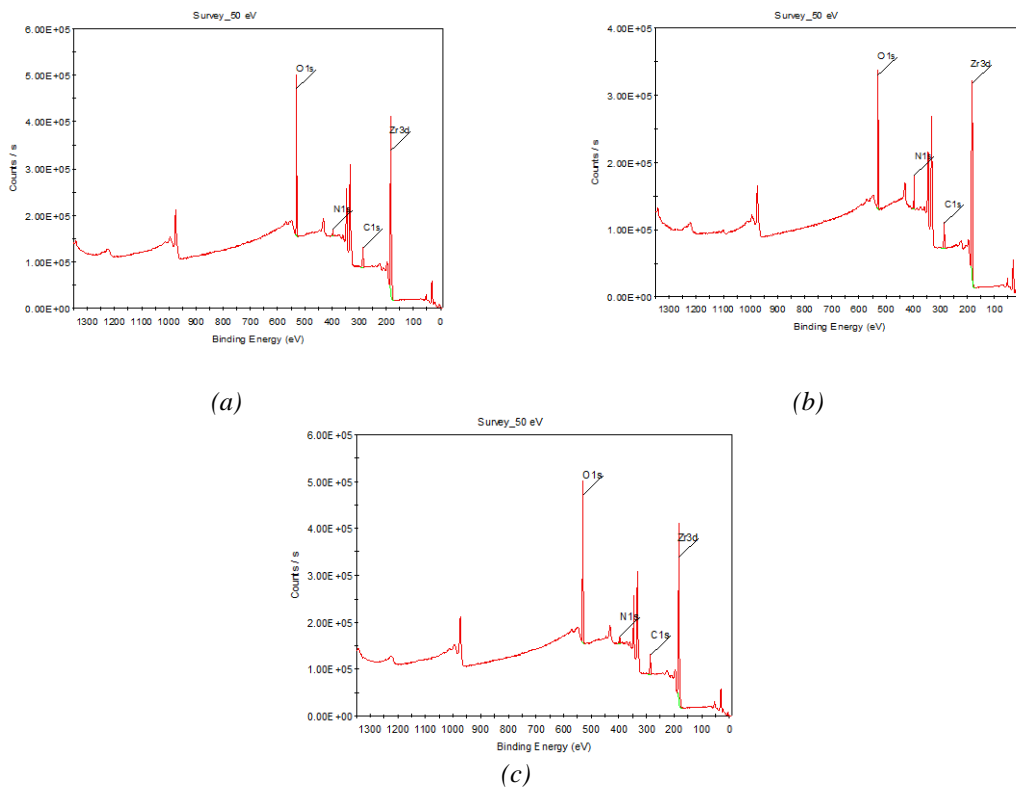 Survey_50 eV
6.00E+05
5.00E+05
4.00E+05
3.00E+05
2.00E+05
1.00E+05
0.00E+00
Counts / s
O1s
Zr3d
N1s
C1s
1300 1200 1100 1000 900 800 700 600 500 400 300 200 100 0
Binding Energy (eV)
(a)
Survey_50 eV
4.00E+05
3.00E+05
2.00E+05
1.00E+05
0.00E+00
Counts / s
O1s
Zr3d
N1s
C1s
1300 1200 1100 1000 900 800 700 600 500 400 300 200 100 0
Binding Energy (eV)
(b)
Survey_50 eV
6.00E+05
5.00E+05
4.00E+05
3.00E+05
2.00E+05
1.00E+05
0.00E+00
Counts / s
O1s
Zr3d
N1s
C1s
1300 1200 1100 1000 900 800 700 600 500 400 300 200 100 0
Binding Energy (eV)
(c)